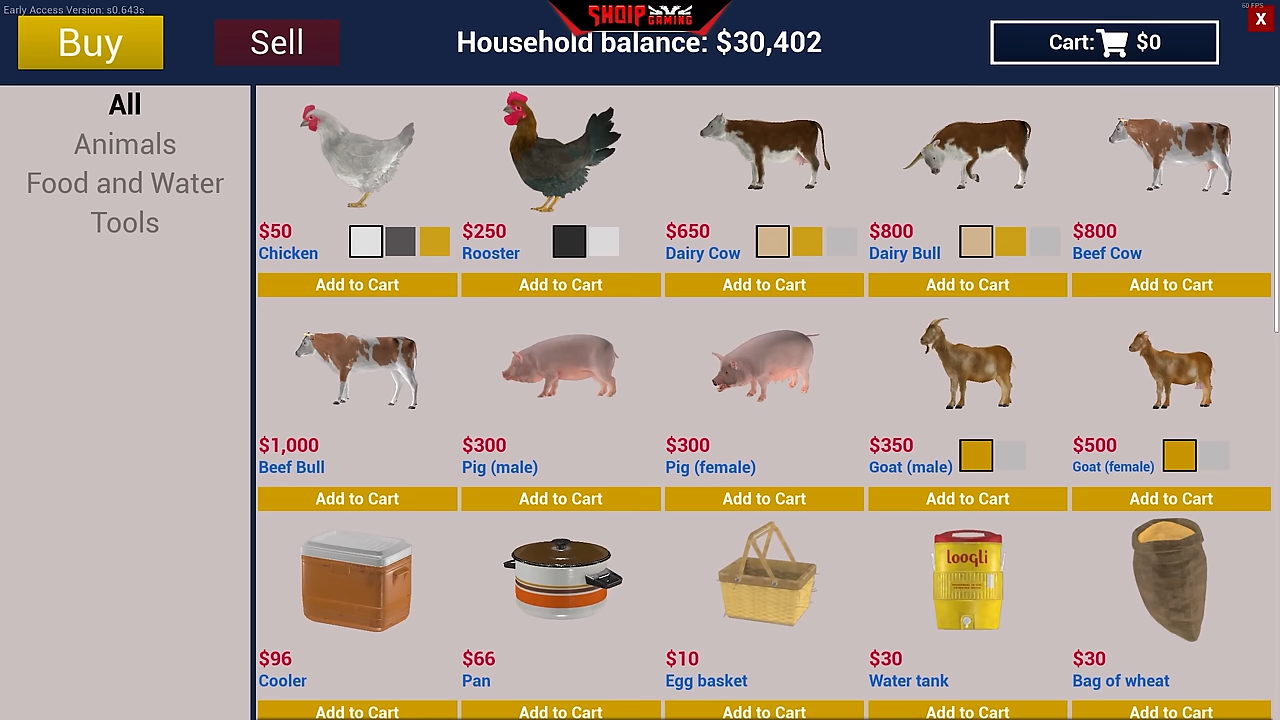 Early Access Version: s0.643s
60 FPS
SHQIP
GAMING
X
Buy
Sell
Household balance: $30,402
Cart: $0
All
Animals
Food and Water
Tools
$50
Chicken
Add to Cart
$250
Rooster
Add to Cart
$650
Dairy Cow
Add to Cart
$800
Dairy Bull
Add to Cart
$800
Beef Cow
Add to Cart
$1,000
Beef Bull
Add to Cart
$300
Pig (male)
Add to Cart
$300
Pig (female)
Add to Cart
$350
Goat (male)
Add to Cart
$500
Goat (female)
Add to Cart
loogli
$96
Cooler
Add to Cart
$66
Pan
Add to Cart
$10
Egg basket
Add to Cart
$30
Water tank
Add to Cart
$30
Bag of wheat
Add to Cart